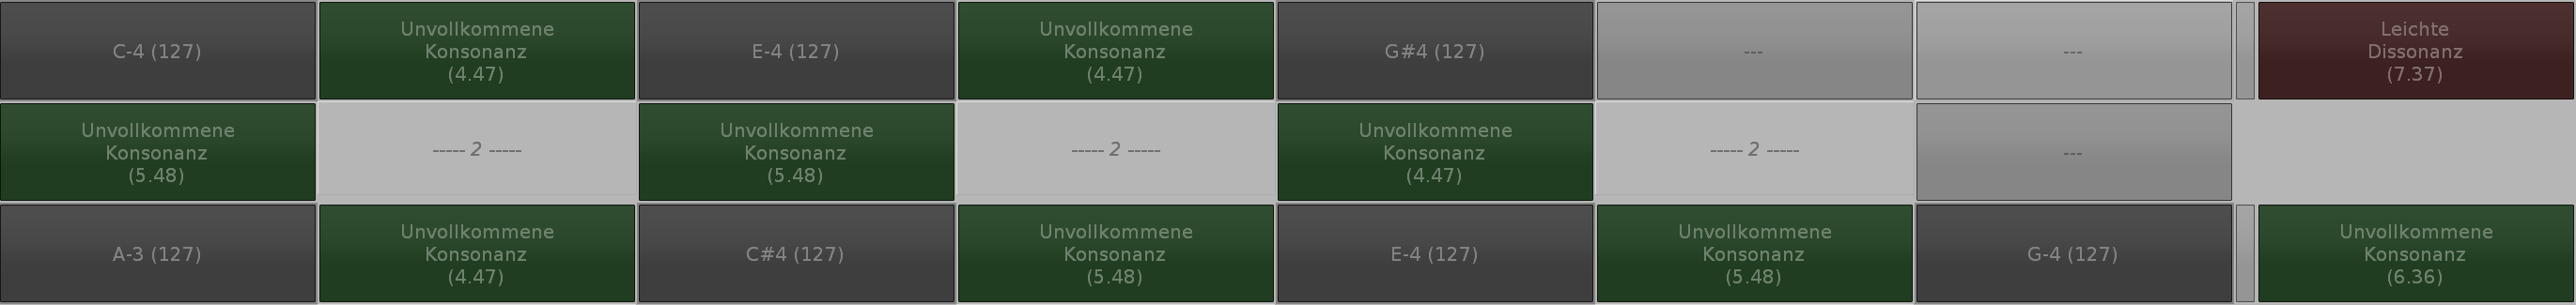 C-4 (127)
Unvollkommene
Konsonanz
(4.47)
E-4 (127)
Unvollkommene
Konsonanz
(4.47)
G#4 (127)
---
---
Leichte
Dissonanz
(7.37)
Unvollkommene
Konsonanz
(5.48)
----- 2 -----
Unvollkommene
Konsonanz
(5.48)
----- 2 -----
Unvollkommene
Konsonanz
(4.47)
----- 2 -----
---
A-3 (127)
Unvollkommene
Konsonanz
(4.47)
C#4 (127)
Unvollkommene
Konsonanz
(5.48)
E-4 (127)
Unvollkommene
Konsonanz
(5.48)
G-4 (127)
Unvollkommene
Konsonanz
(6.36)